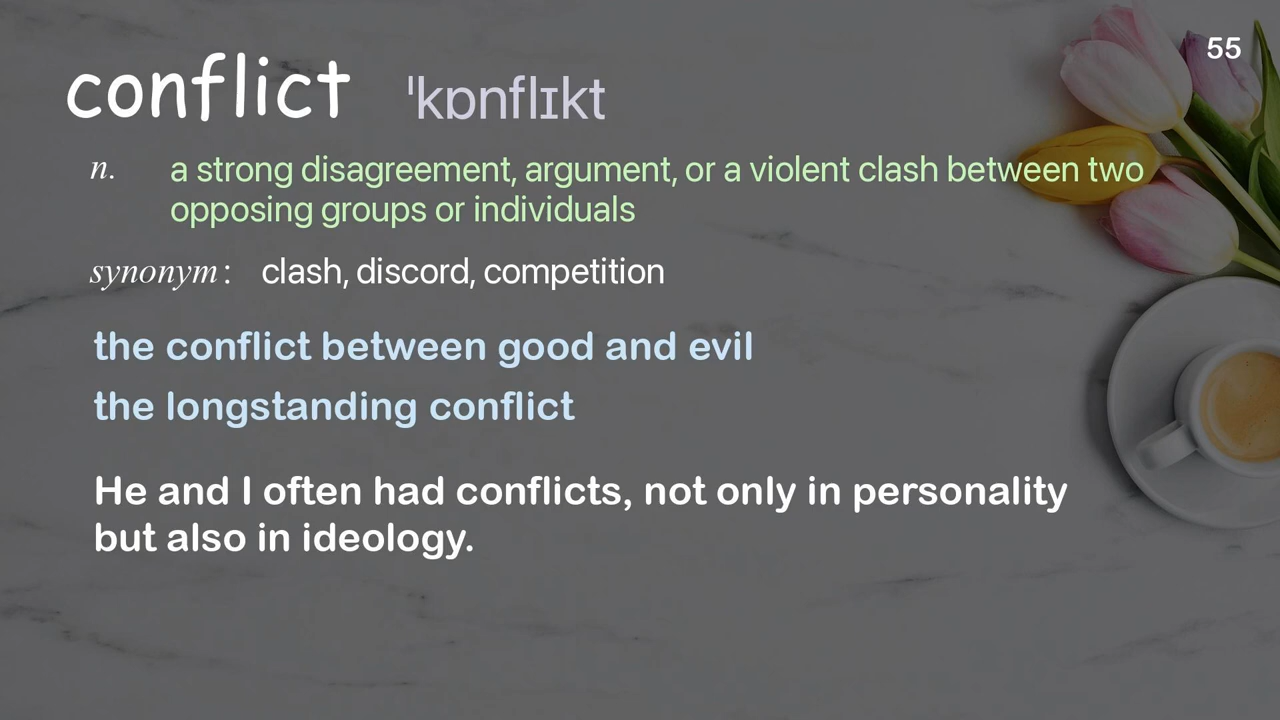 55
conflict ˈkɒnflɪkt
n. a strong disagreement, argument, or a violent clash between two
opposing groups or individuals
synonym: clash, discord, competition
the conflict between good and evil
the longstanding conflict
He and I often had conflicts, not only in personality
but also in ideology.